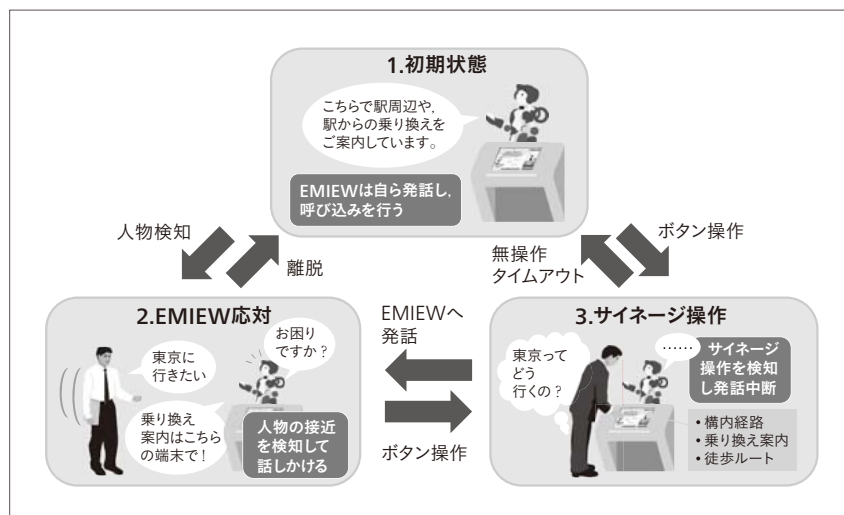 1.初期状態
こちらで駅周辺や,
駅からの乗り換えを
ご案内しています。
EMIEWは自ら発話し,
呼び込みを行う
人物検知
離脱
無操作
タイムアウト
ボタン操作
2.EMIEW応対
お困り
ですか?
東京に
行きたい
乗り換え
案内はこちら
の端末で!
人物の接近
を検知して
話しかける
EMIEWへ
発話
ボタン操作
3.サイネージ操作
……
東京って
どう
行くの?
サイネージ
操作を検知
し発話中断
• 構内経路
• 乗り換え案内
• 徒歩ルート